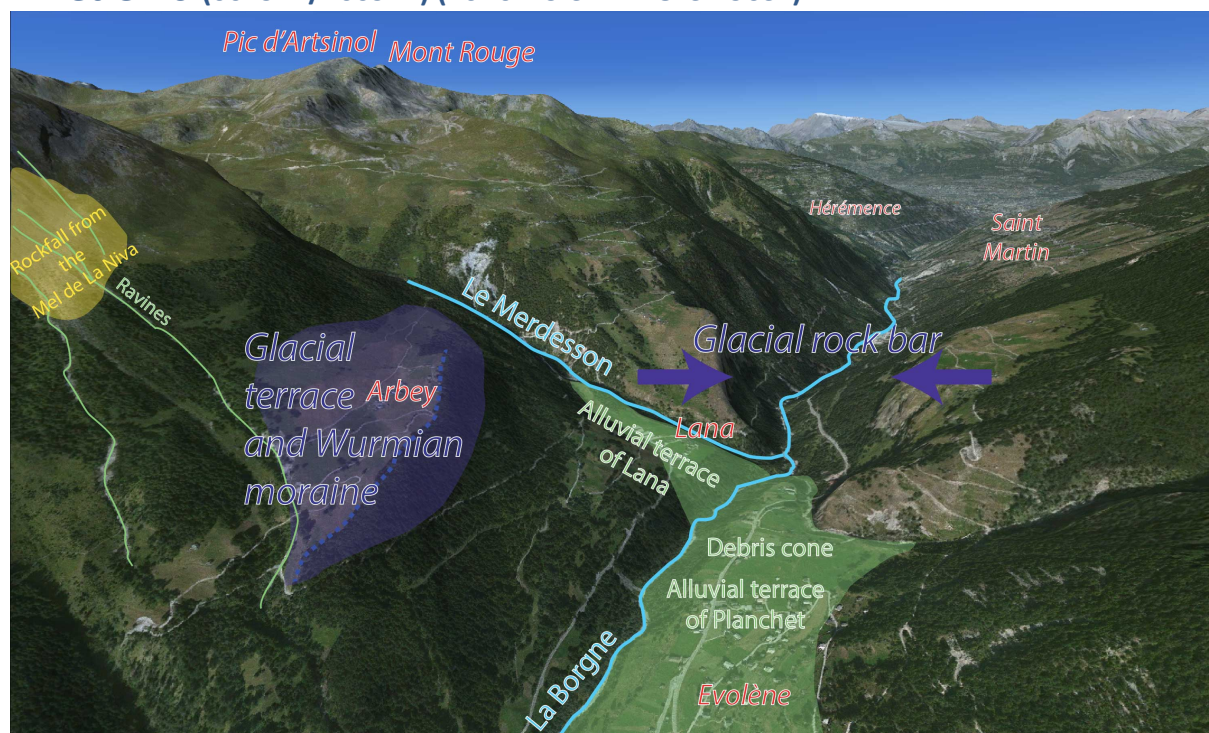 Pic d'Artsinol
Mont Rouge
Hérémence
Saint
Martin
Rockfall from
the
Mel de La Niva
Ravines
Le Merdesson
Glacial rock bar
Glacial
terrace
and Wurmian
moraine
Arbey
Lana
Alluvial terrace
of Lana
Debris cone
Alluvial terrace
of Planchet
La Borgne
Evolène